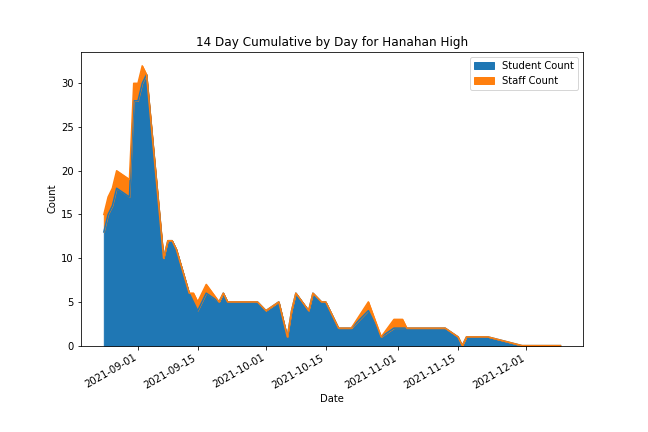 14 Day Cumulative by Day for Hanahan High
Student Count
Staff Count
30
25
20
15
10
5
0
Count
2021-09-01
2021-09-15
2021-10-01
2021-10-15
2021-11-01
2021-11-15
2021-12-01
Date